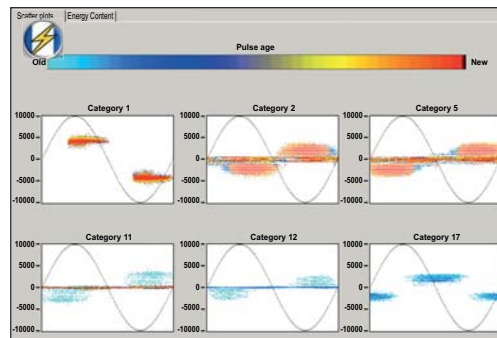 Scatter plots Energy Content
Pulse age
Old New
Category 1 Category 2 Category 5
10000 10000 10000
5000 5000 5000
0 0 0
-5000 -5000 -5000
-10000 -10000 -10000
Category 11 Category 12 Category 17
10000 10000 10000
5000 5000 5000
0 0 0
-5000 -5000 -5000
-10000 -10000 -10000